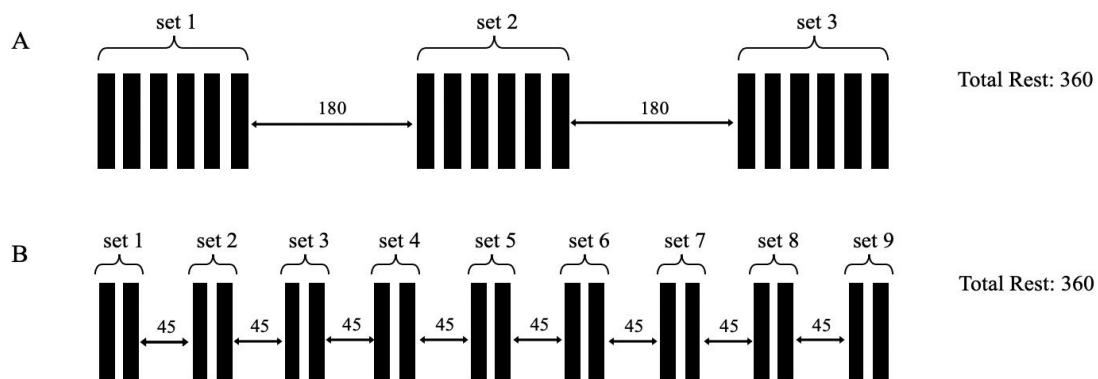 A
set 1 set 2 set 3
180 180
Total Rest: 360
B
set 1 set 2 set 3 set 4 set 5 set 6 set 7 set 8 set 9
45 45 45 45 45 45 45 45
Total Rest: 360